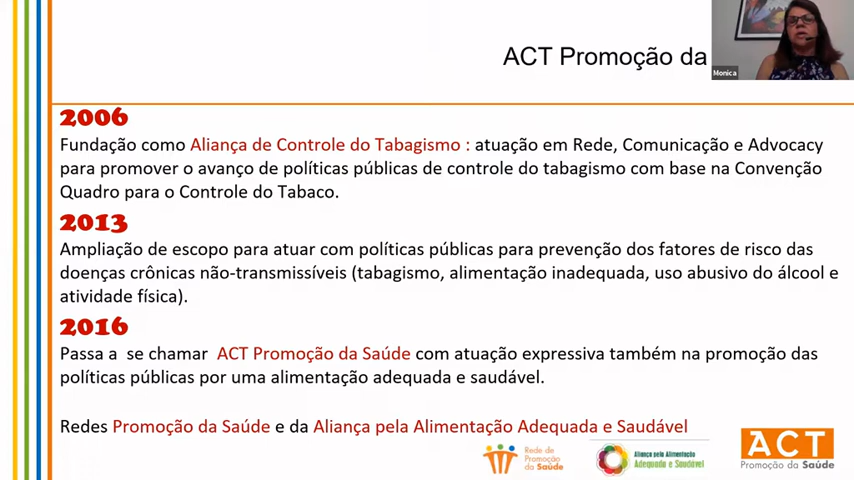 ACT Promoção da
Monica
2006
Fundação como Aliança de Controle do Tabagismo : atuação em Rede, Comunicação e Advocacy
para promover o avanço de políticas públicas de controle do tabagismo com base na Convenção
Quadro para o Controle do Tabaco.
2013
Ampliação de escopo para atuar com políticas públicas para prevenção dos fatores de risco das
doenças crônicas não-transmissíveis (tabagismo, alimentação inadequada, uso abusivo do álcool e
atividade física).
2016
Passa a se chamar ACT Promoção da Saúde com atuação expressiva também na promoção das
políticas públicas por uma alimentação adequada e saudável.
Redes Promoção da Saúde e da Aliança pela Alimentação Adequada e Saudável
Rede de
Promoção
da Saúde
Aliança pela Alimentação
Adequada e Saudável
ACT
Promoção da Saúde